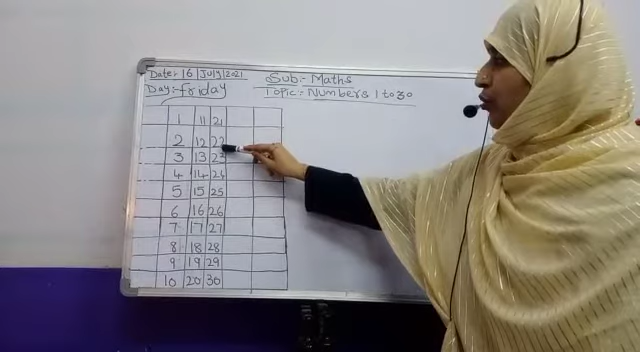 Date:- 16 | July | 2021
Day:- Friday
Sub:- Maths
Topic:- Numbers 1 to 30
1 11 21
2 12 22
3 13 23
4 14 24
5 15 25
6 16 26
7 17 27
8 18 28
9 19 29
10 20 30